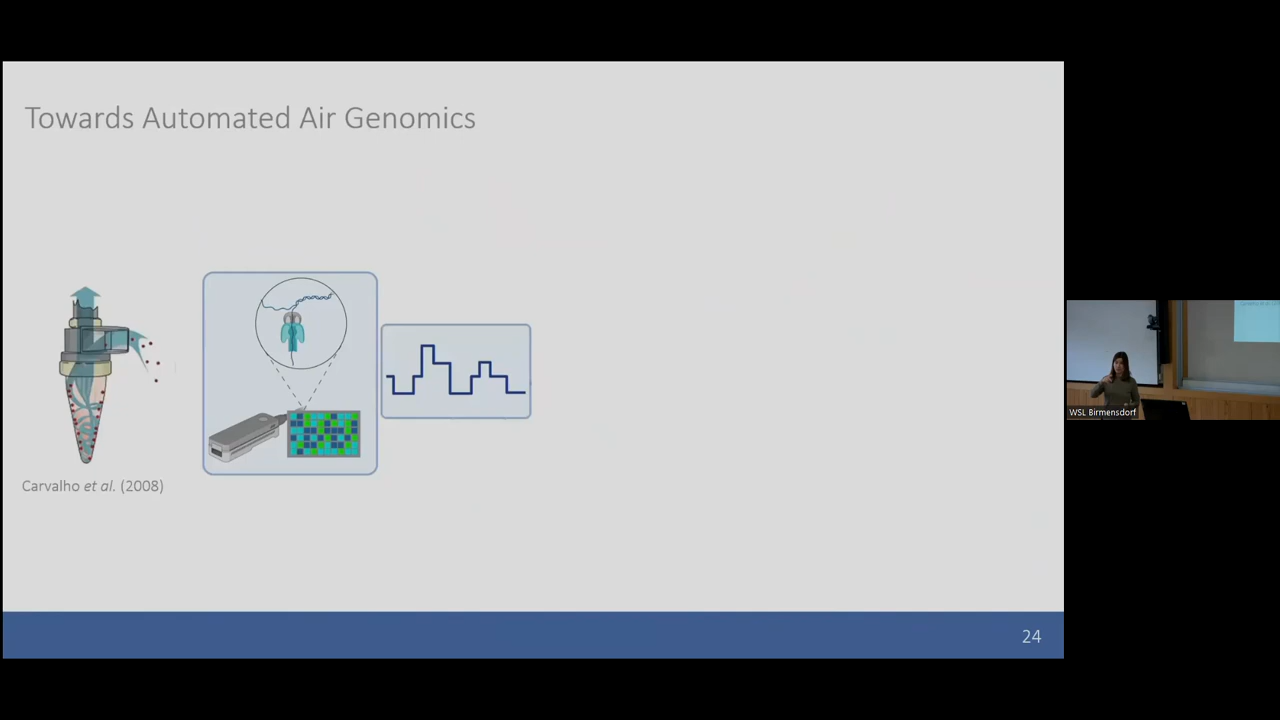 Towards Automated Air Genomics
Carvalho et al. (2008)
24
WSL Birmensdorf